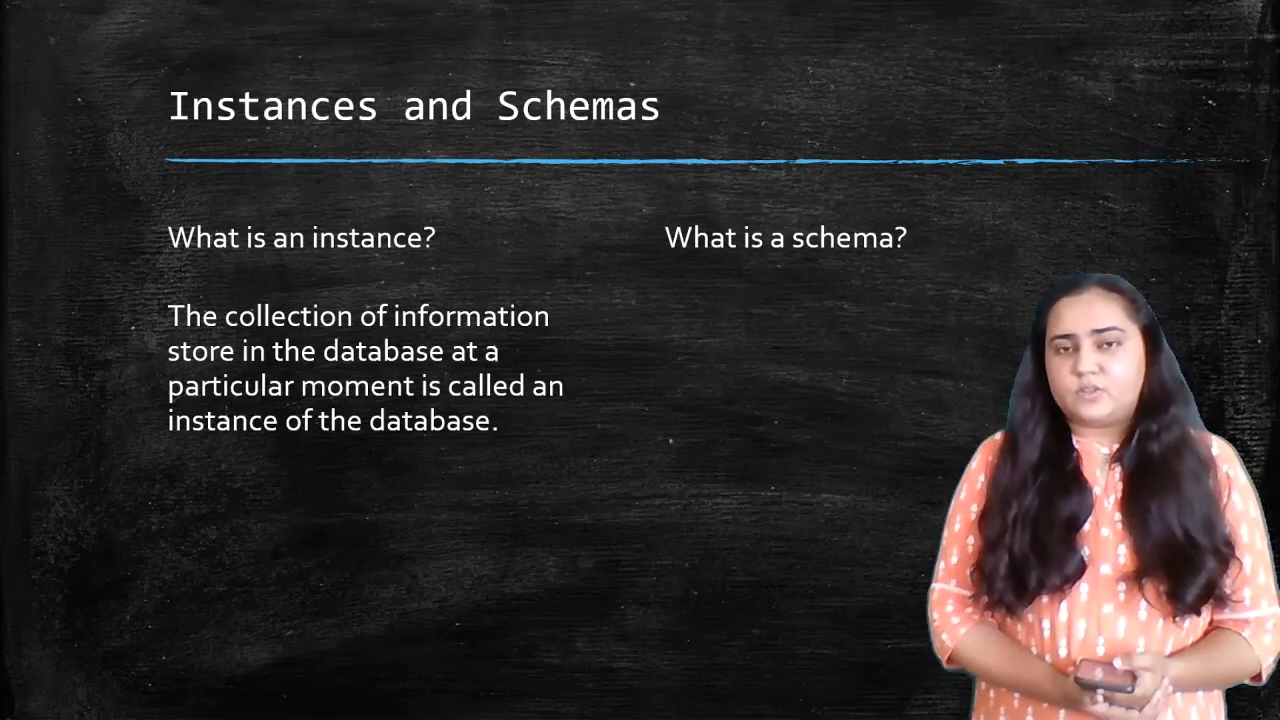 Instances and Schemas
What is an instance?
The collection of information
store in the database at a
particular moment is called an
instance of the database.
What is a schema?